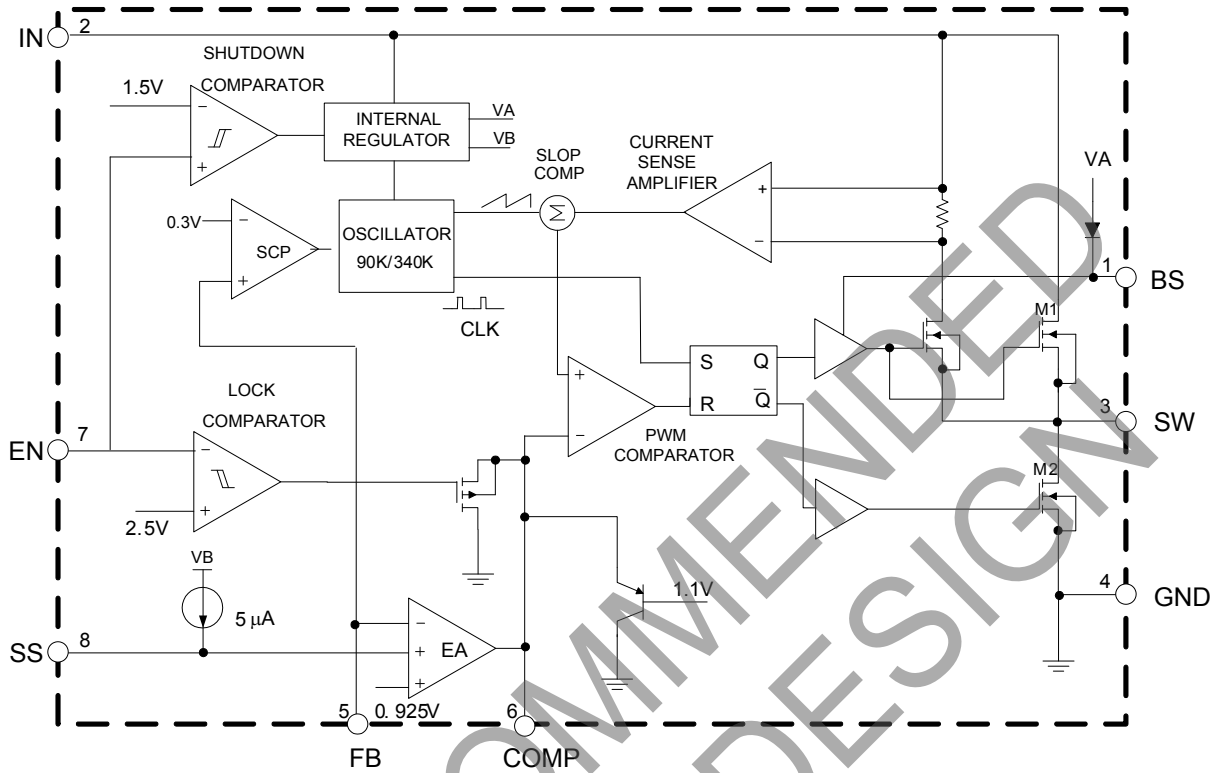 IN
2
SHUTDOWN
COMPARATOR
1.5V
−
+
INTERNAL
REGULATOR
VA
VB
SLOP
COMP
CURRENT
SENSE
AMPLIFIER
+
−
VA
0.3V
−
SCP
+
OSCILLATOR
90K/340K
Σ
CLK
1
BS
M1
S
Q
R
Q̅
+
−
PWM
COMPARATOR
3
SW
LOCK
COMPARATOR
EN
7
−
+
2.5V
M2
VB
5 μA
1.1V
4
GND
SS
8
−
+
+
EA
0.925V
5
FB
6
COMP
OMMENDED
DESIGN